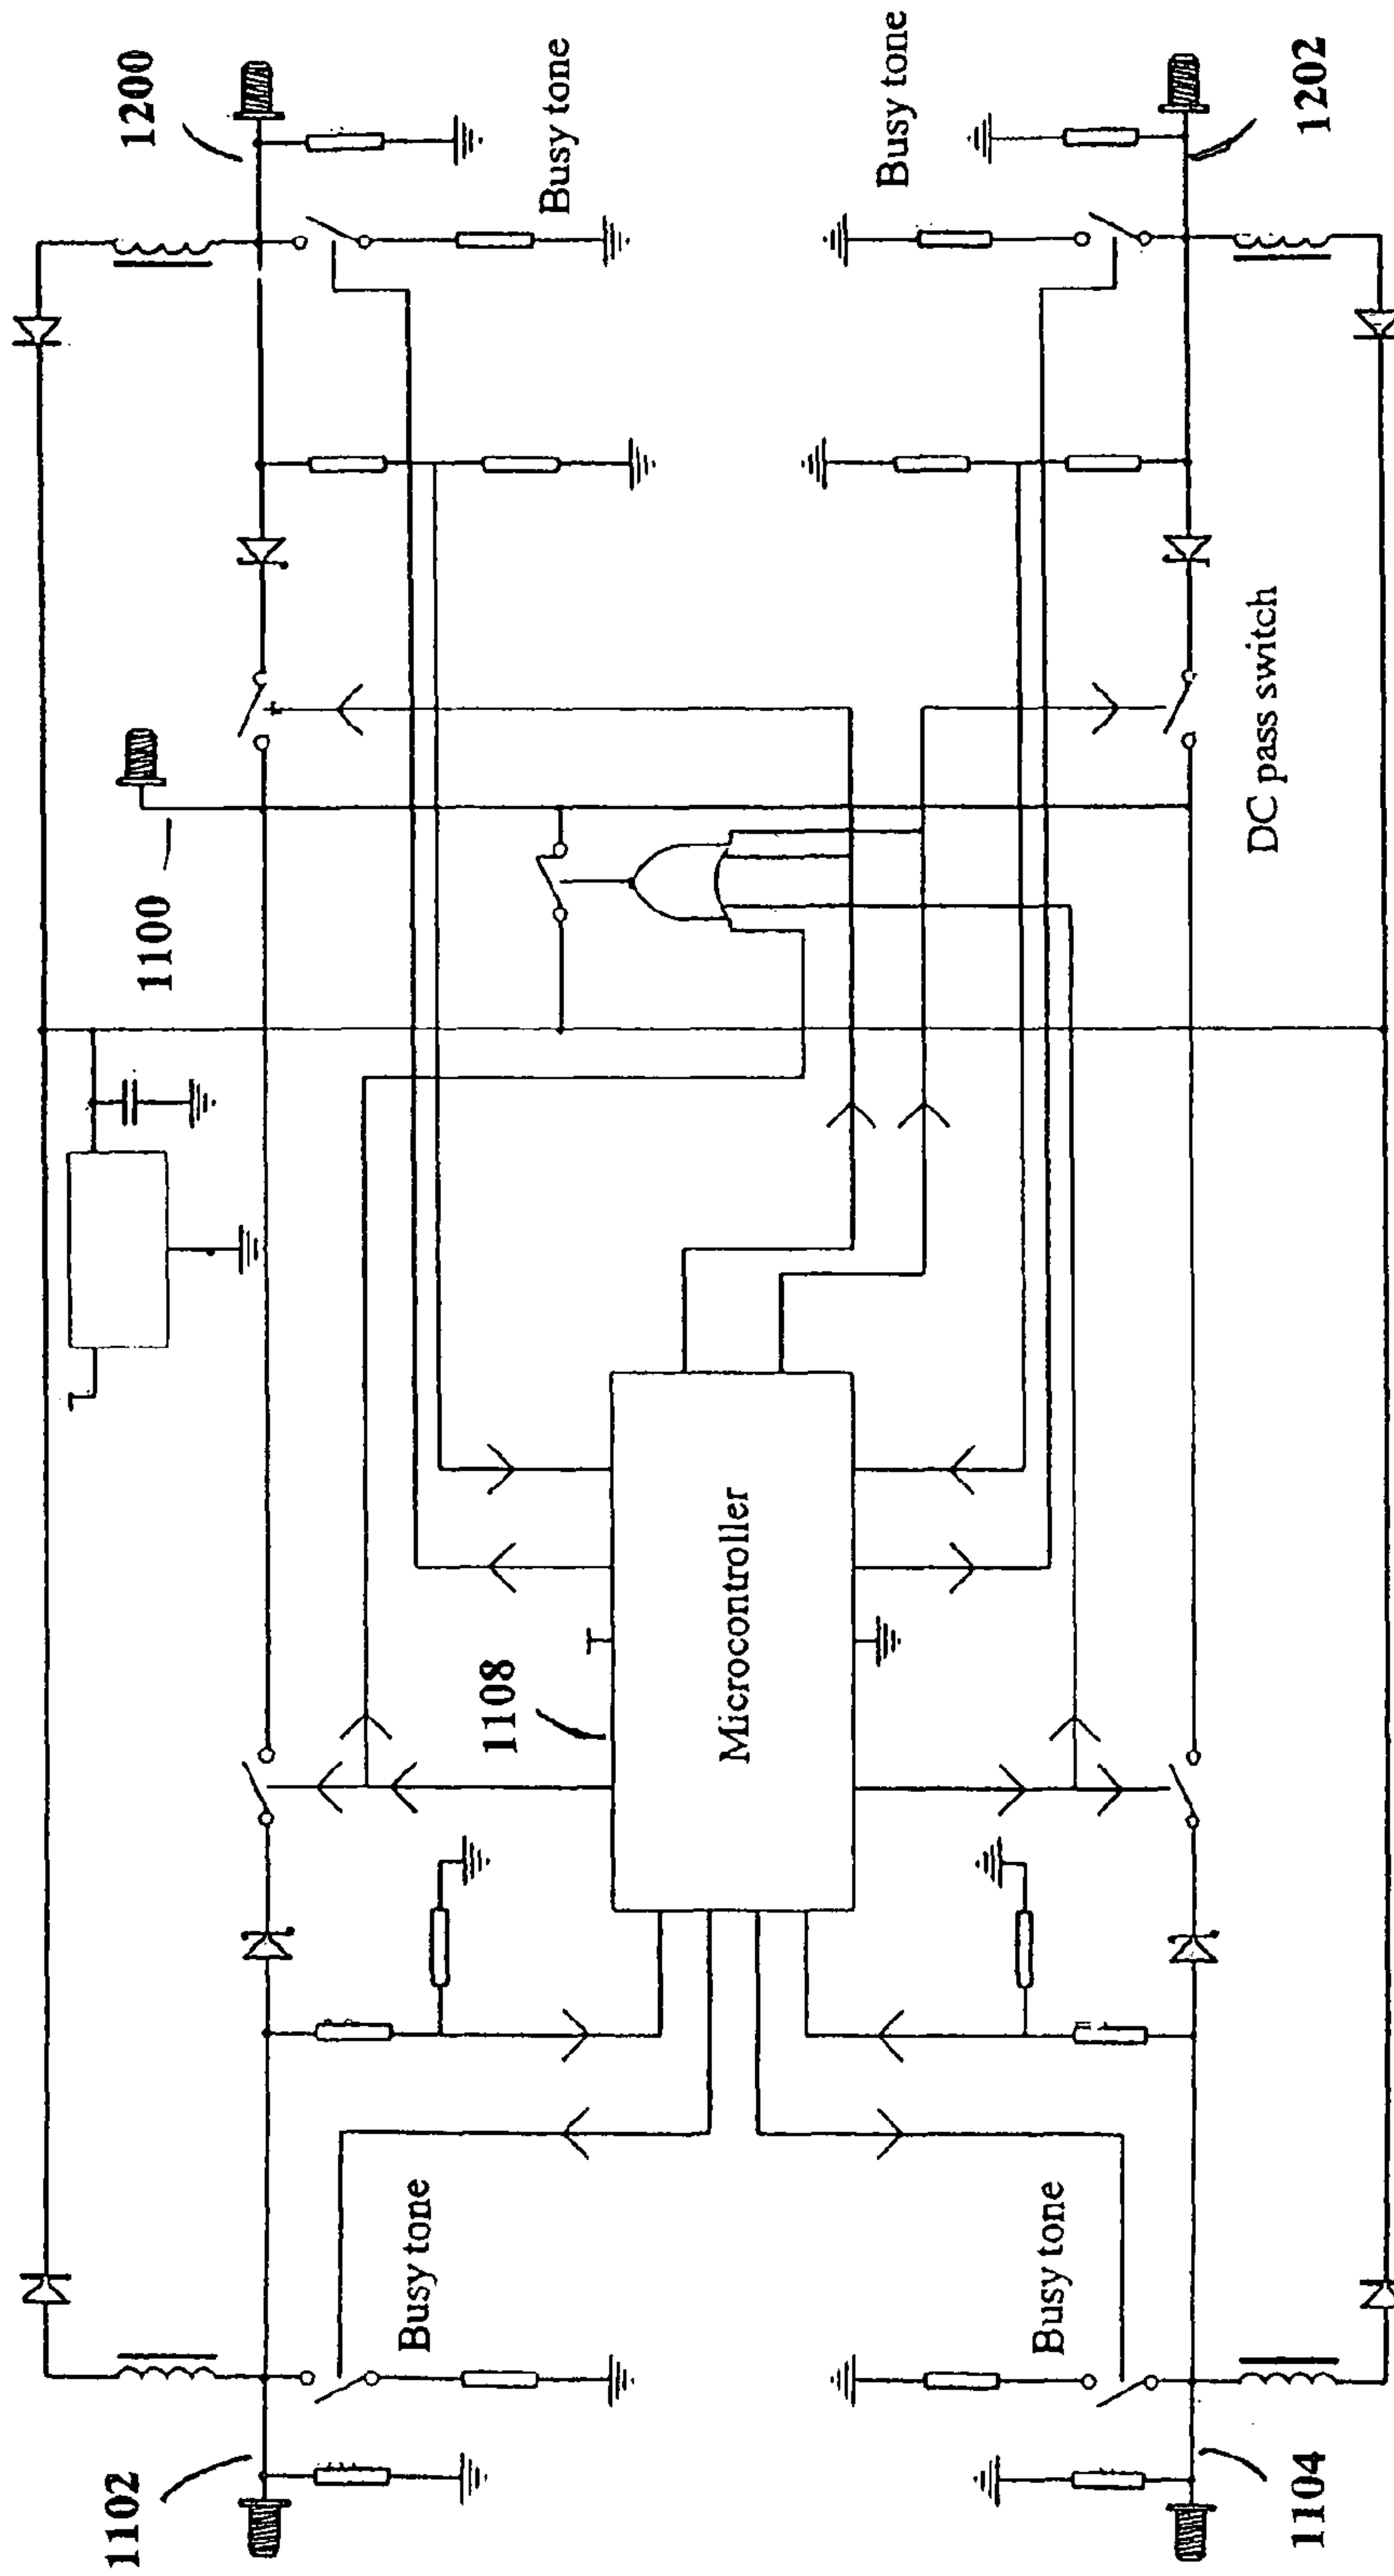 1200
Busy tone
Busy tone
1202
1100
DC pass switch
1108
Microcontroller
1102
Busy tone
Busy tone
1104